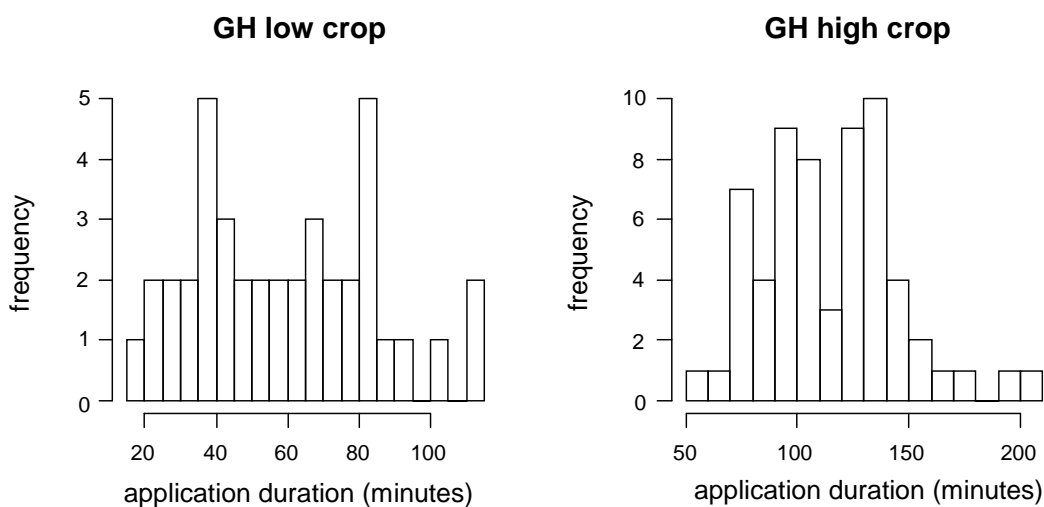 GH low crop
frequency
5
4
3
2
1
0
20 40 60 80 100
application duration (minutes)
GH high crop
frequency
10
8
6
4
2
0
50 100 150 200
application duration (minutes)